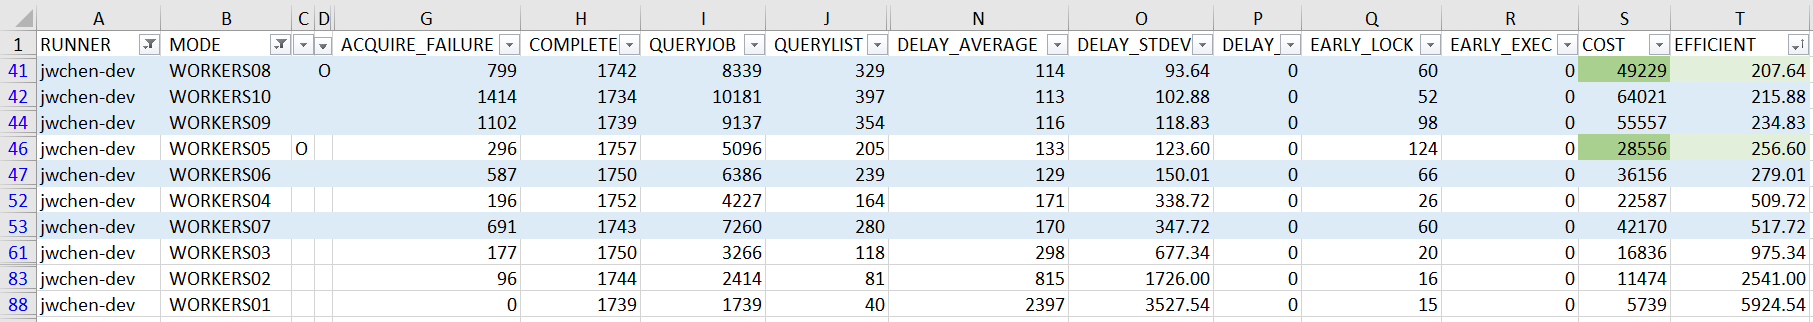 A B C D G H I J N O P Q R S T
1 RUNNER MODE ACQUIRE_FAILURE COMPLETE QUERYJOB QUERYLIST DELAY_AVERAGE DELAY_STDEV DELAY_ EARLY_LOCK EARLY_EXEC COST EFFICIENT
41 jwchen-dev WORKERS08 O 799 1742 8339 329 114 93.64 0 60 0 49229 207.64
42 jwchen-dev WORKERS10 1414 1734 10181 397 113 102.88 0 52 0 64021 215.88
44 jwchen-dev WORKERS09 1102 1739 9137 354 116 118.83 0 98 0 55557 234.83
46 jwchen-dev WORKERS05 O 296 1757 5096 205 133 123.60 0 124 0 28556 256.60
47 jwchen-dev WORKERS06 587 1750 6386 239 129 150.01 0 66 0 36156 279.01
52 jwchen-dev WORKERS04 196 1752 4227 164 171 338.72 0 26 0 22587 509.72
53 jwchen-dev WORKERS07 691 1743 7260 280 170 347.72 0 60 0 42170 517.72
61 jwchen-dev WORKERS03 177 1750 3266 118 298 677.34 0 20 0 16836 975.34
83 jwchen-dev WORKERS02 96 1744 2414 81 815 1726.00 0 16 0 11474 2541.00
88 jwchen-dev WORKERS01 0 1739 1739 40 2397 3527.54 0 15 0 5739 5924.54